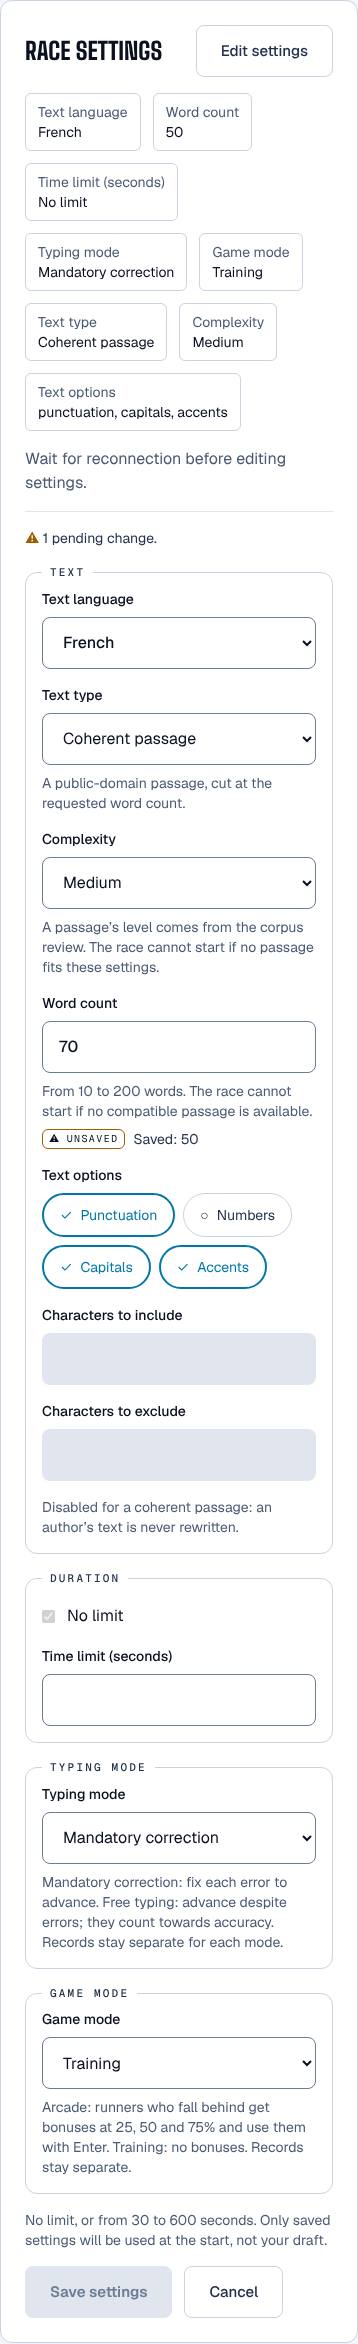 RACE SETTINGS
Edit settings
Text language
French
Word count
50
Time limit (seconds)
No limit
Typing mode
Mandatory correction
Game mode
Training
Text type
Coherent passage
Complexity
Medium
Text options
punctuation, capitals, accents
Wait for reconnection before editing
settings.
1 pending change.
TEXT
Text language
French
Text type
Coherent passage
A public-domain passage, cut at the
requested word count.
Complexity
Medium
A passage’s level comes from the corpus
review. The race cannot start if no passage
fits these settings.
Word count
70
From 10 to 200 words. The race cannot
start if no compatible passage is available.
UNSAVED Saved: 50
Text options
✓ Punctuation
○ Numbers
✓ Capitals
✓ Accents
Characters to include
Characters to exclude
Disabled for a coherent passage: an
author’s text is never rewritten.
DURATION
No limit
Time limit (seconds)
TYPING MODE
Typing mode
Mandatory correction
Mandatory correction: fix each error to
advance. Free typing: advance despite
errors; they count towards accuracy.
Records stay separate for each mode.
GAME MODE
Game mode
Training
Arcade: runners who fall behind get
bonuses at 25, 50 and 75% and use them
with Enter. Training: no bonuses. Records
stay separate.
No limit, or from 30 to 600 seconds. Only saved
settings will be used at the start, not your draft.
Save settings
Cancel